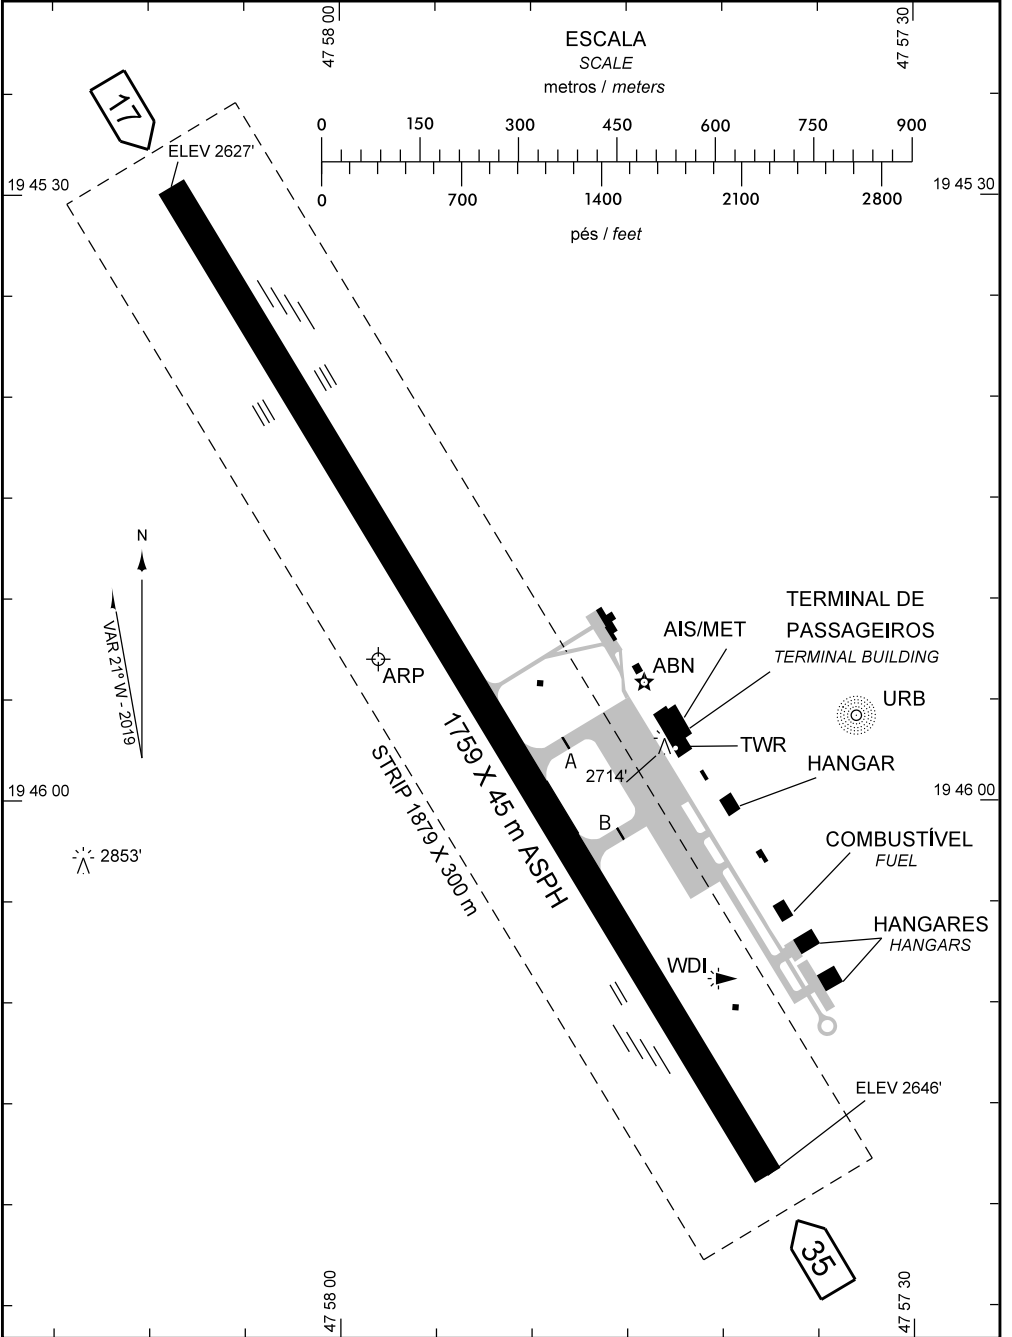 47 58 00
47 57 30
ESCALA
SCALE
metros / meters
0 150 300 450 600 750 900
0 700 1400 2100 2800
pés / feet
17
ELEV 2627'
19 45 30
19 45 30
N
VAR 21° W - 2019
ARP
TERMINAL DE
PASSAGEIROS
TERMINAL BUILDING
AIS/MET
ABN
URB
TWR
2714'
HANGAR
A
B
1759 X 45 m ASPH
STRIP 1879 X 300 m
19 46 00
19 46 00
2853'
COMBUSTÍVEL
FUEL
HANGARES
HANGARS
WDI
ELEV 2646'
35
47 58 00
47 57 30